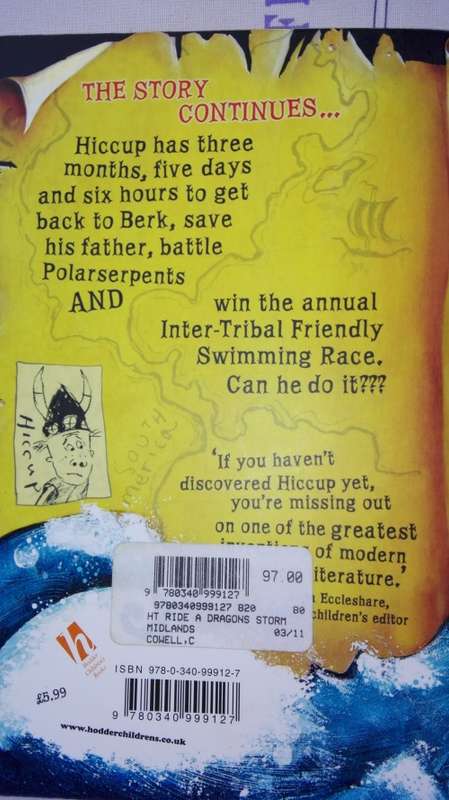 THE STORY
CONTINUES...
Hiccup has three
months, five days
and six hours to get
back to Berk, save
his father, battle
Polarserpents
AND
win the annual
Inter-Tribal Friendly
Swimming Race.
Can he do it???
Hiccup
SOUTH
'If you haven't
discovered Hiccup yet,
you're missing out
on one of the greatest
of modern
literature.'
Eccleshare,
children's editor
97.00
9 780340 999127
9780340999127 820 80
HT RIDE A DRAGONS STORM
MIDLANDS 03/11
COWELL,C
h
Hodder
Children's
Books
ISBN 978-0-340-99912-7
£5.99
9 780340 999127
www.hodderchildrens.co.uk